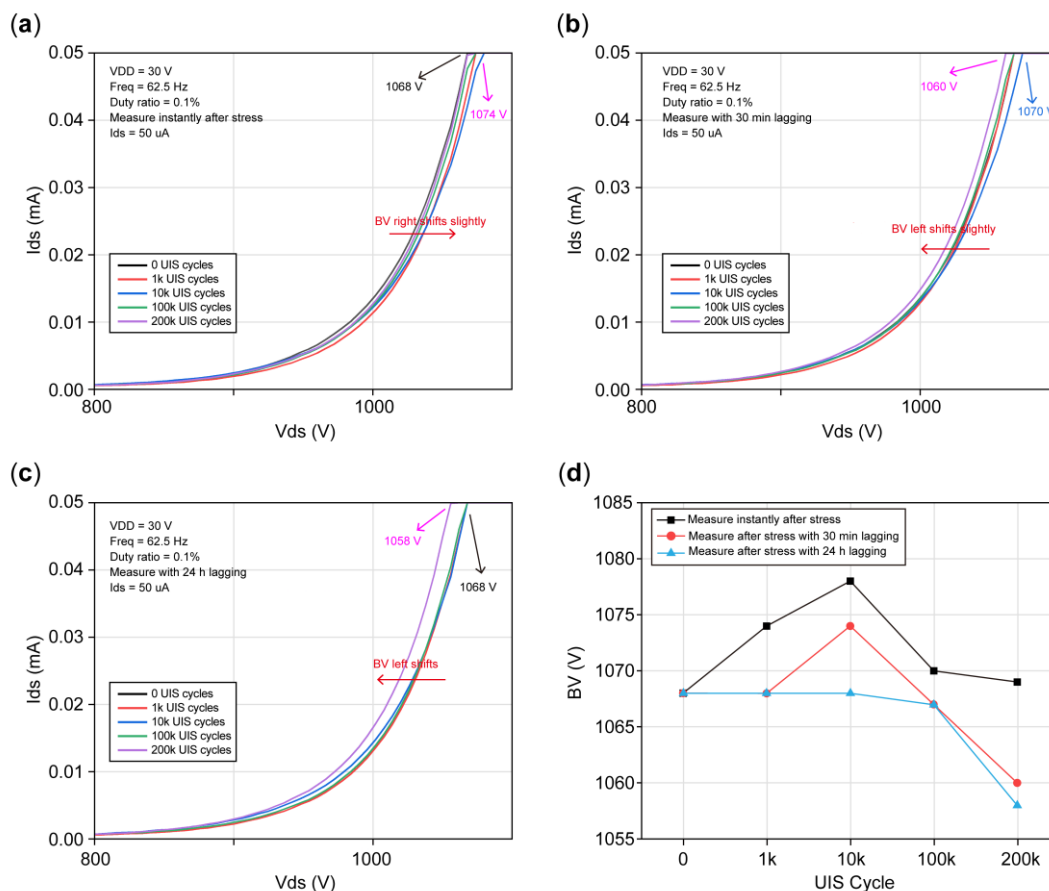 (a)
0.05
0.04
0.03
0.02
0.01
0.00
Ids (mA)
VDD = 30 V
Freq = 62.5 Hz
Duty ratio = 0.1%
Measure instantly after stress
Ids = 50 uA
1068 V
1074 V
BV right shifts slightly
0 UIS cycles
1k UIS cycles
10k UIS cycles
100k UIS cycles
200k UIS cycles
800
1000
Vds (V)
(b)
0.05
0.04
0.03
0.02
0.01
0.00
Ids (mA)
VDD = 30 V
Freq = 62.5 Hz
Duty ratio = 0.1%
Measure with 30 min lagging
Ids = 50 uA
1060 V
1070 V
BV left shifts slightly
0 UIS cycles
1k UIS cycles
10k UIS cycles
100k UIS cycles
200k UIS cycles
800
1000
Vds (V)
(c)
0.05
0.04
0.03
0.02
0.01
0.00
Ids (mA)
VDD = 30 V
Freq = 62.5 Hz
Duty ratio = 0.1%
Measure with 24 h lagging
Ids = 50 uA
1058 V
1068 V
BV left shifts
0 UIS cycles
1k UIS cycles
10k UIS cycles
100k UIS cycles
200k UIS cycles
800
1000
Vds (V)
(d)
1085
1080
1075
1070
1065
1060
1055
BV (V)
Measure instantly after stress
Measure after stress with 30 min lagging
Measure after stress with 24 h lagging
0
1k
10k
100k
200k
UIS Cycle